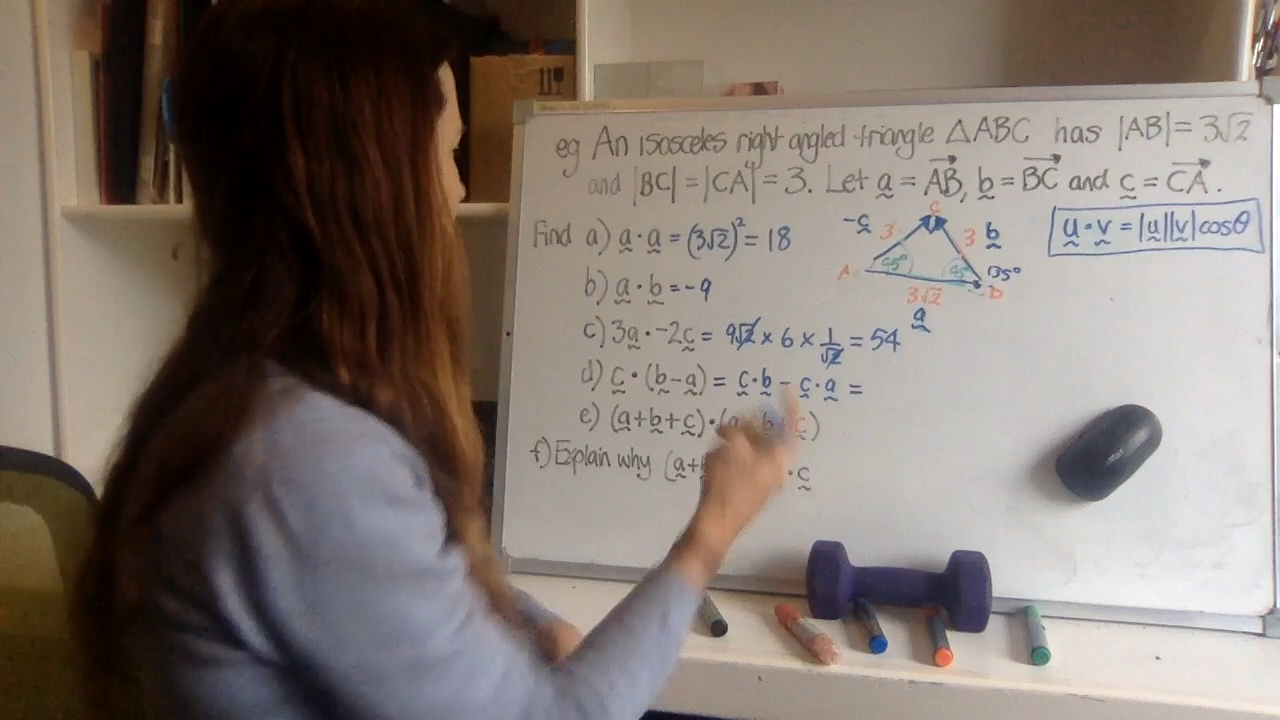 eg An isosceles right angled triangle △ABC has |AB| = 3√2
and |BC| = |CA| = 3. Let a = AB, b = BC and c = CA.
Find a) a · a = (3√2)² = 18
b) a · b = -9
c) 3a · -2c = 9√2 × 6 × 1/√2 = 54
d) c · (b - a) = c · b - c · a =
e) (a + b + c) · (a b c)
f) Explain why (a + · c
u · v = |u||v|cosθ
-c 3 C 3 b
A 45° 45° 135° B
3√2
a